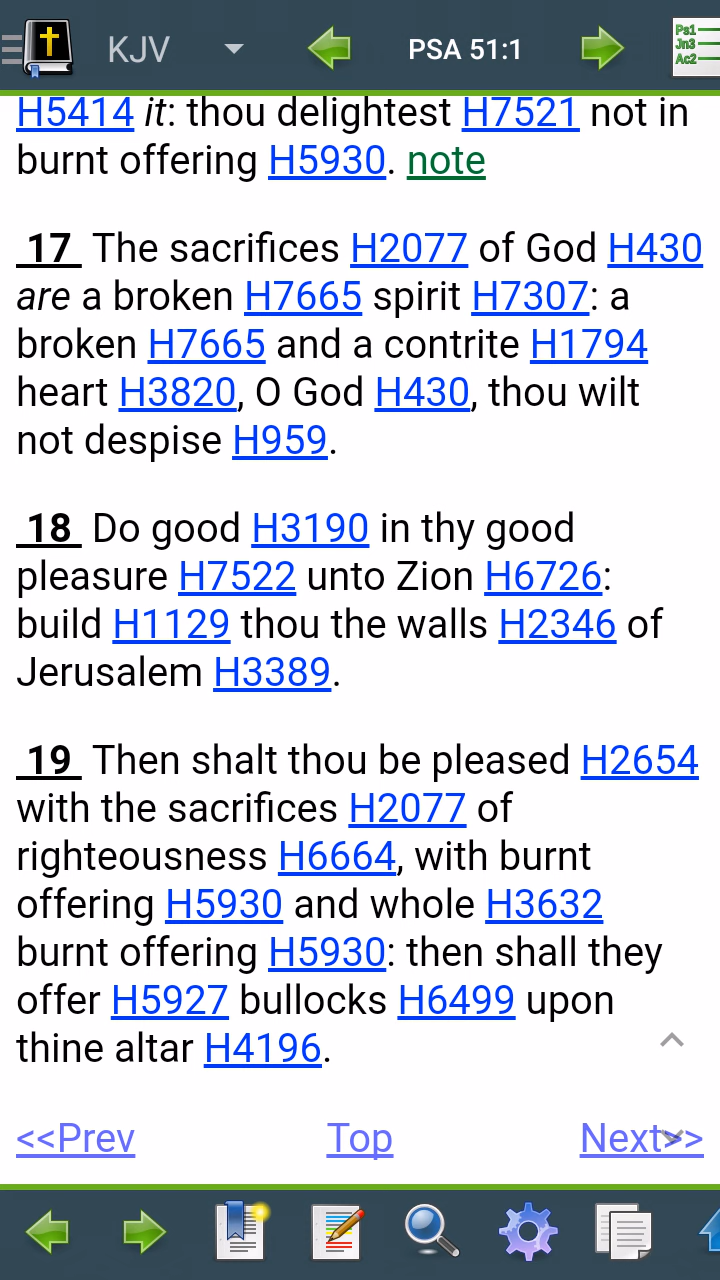 KJV PSA 51:1 Ps1
Jn3
Ac2
H5414 it: thou delightest H7521 not in
burnt offering H5930. note
17 The sacrifices H2077 of God H430
are a broken H7665 spirit H7307: a
broken H7665 and a contrite H1794
heart H3820, O God H430, thou wilt
not despise H959.
18 Do good H3190 in thy good
pleasure H7522 unto Zion H6726:
build H1129 thou the walls H2346 of
Jerusalem H3389.
19 Then shalt thou be pleased H2654
with the sacrifices H2077 of
righteousness H6664, with burnt
offering H5930 and whole H3632
burnt offering H5930: then shall they
offer H5927 bullocks H6499 upon
thine altar H4196.
<<Prev Top Next>>